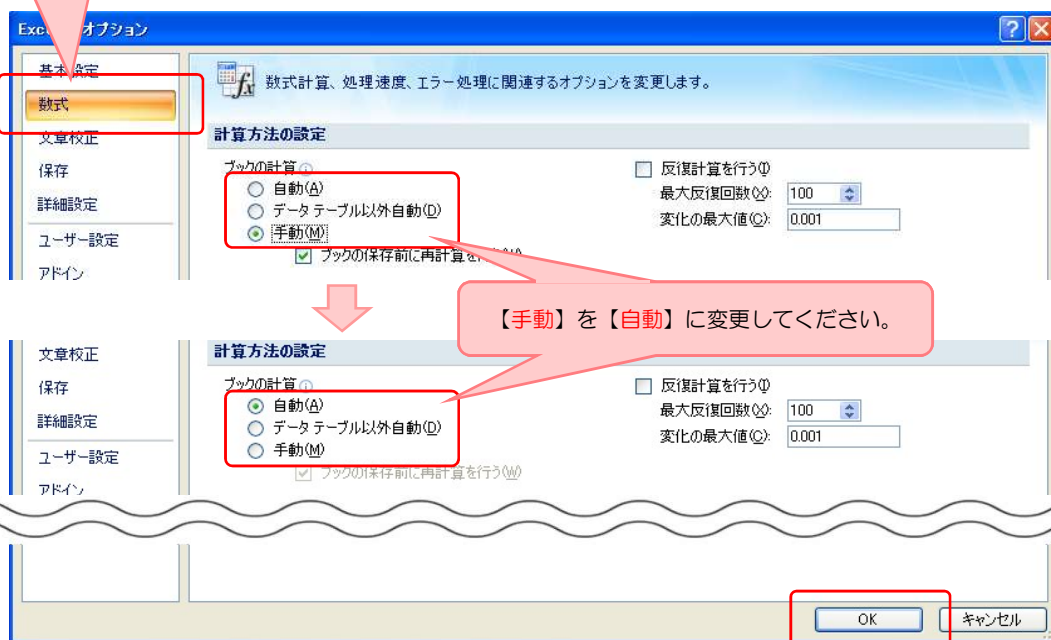 Exc オプション
基本設定
数式
文章校正
保存
詳細設定
ユーザー設定
アドイン
数式計算、処理速度、エラー処理に関連するオプションを変更します。
計算方法の設定
ブックの計算
自動(A)
データ テーブル以外自動(D)
手動(M)
ブックの保存前に再計算を
反復計算を行う(I)
最大反復回数(X): 100
変化の最大値(C): 0.001
【手動】を【自動】に変更してください。
文章校正
保存
詳細設定
ユーザー設定
アドイン
計算方法の設定
ブックの計算
自動(A)
データ テーブル以外自動(D)
手動(M)
ブックの保存前に再計算を行う(W)
反復計算を行う(I)
最大反復回数(X): 100
変化の最大値(C): 0.001
OK
キャンセル